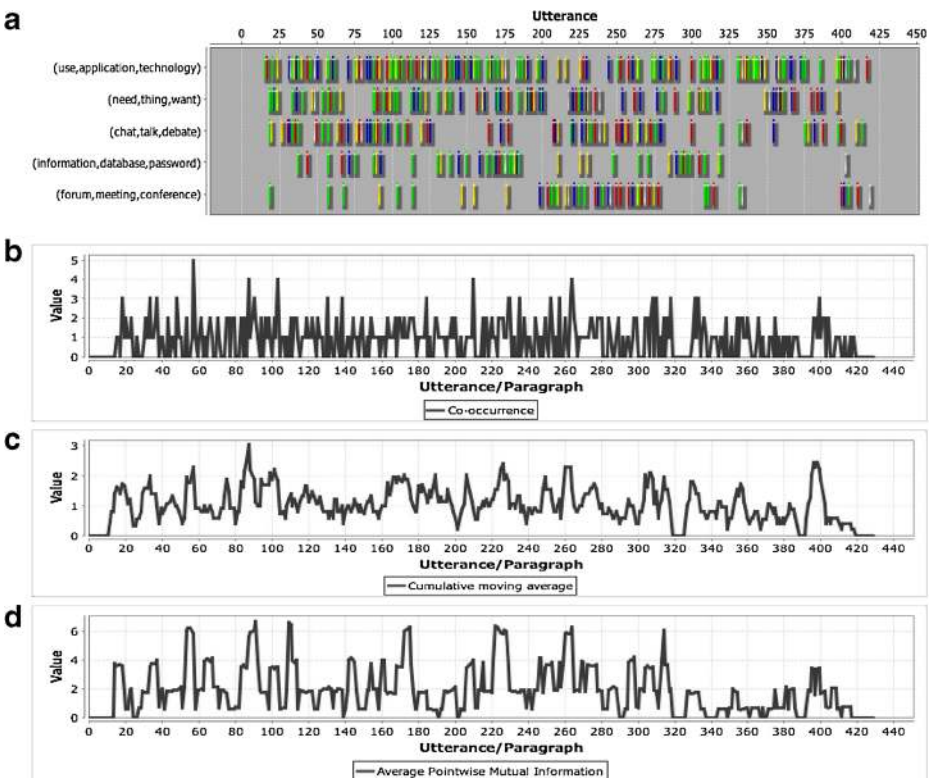 a
Utterance
0 25 50 75 100 125 150 175 200 225 250 275 300 325 350 375 400 425 450
(use,application,technology)
(need,thing,want)
(chat,talk,debate)
(information,database,password)
(forum,meeting,conference)
b
Value
5
4
3
2
1
0
0 20 40 60 80 100 120 140 160 180 200 220 240 260 280 300 320 340 360 380 400 420 440
Utterance/Paragraph
Co-occurrence
c
Value
3
2
1
0
0 20 40 60 80 100 120 140 160 180 200 220 240 260 280 300 320 340 360 380 400 420 440
Utterance/Paragraph
Cumulative moving average
d
Value
6
4
2
0
0 20 40 60 80 100 120 140 160 180 200 220 240 260 280 300 320 340 360 380 400 420 440
Utterance/Paragraph
Average Pointwise Mutual Information